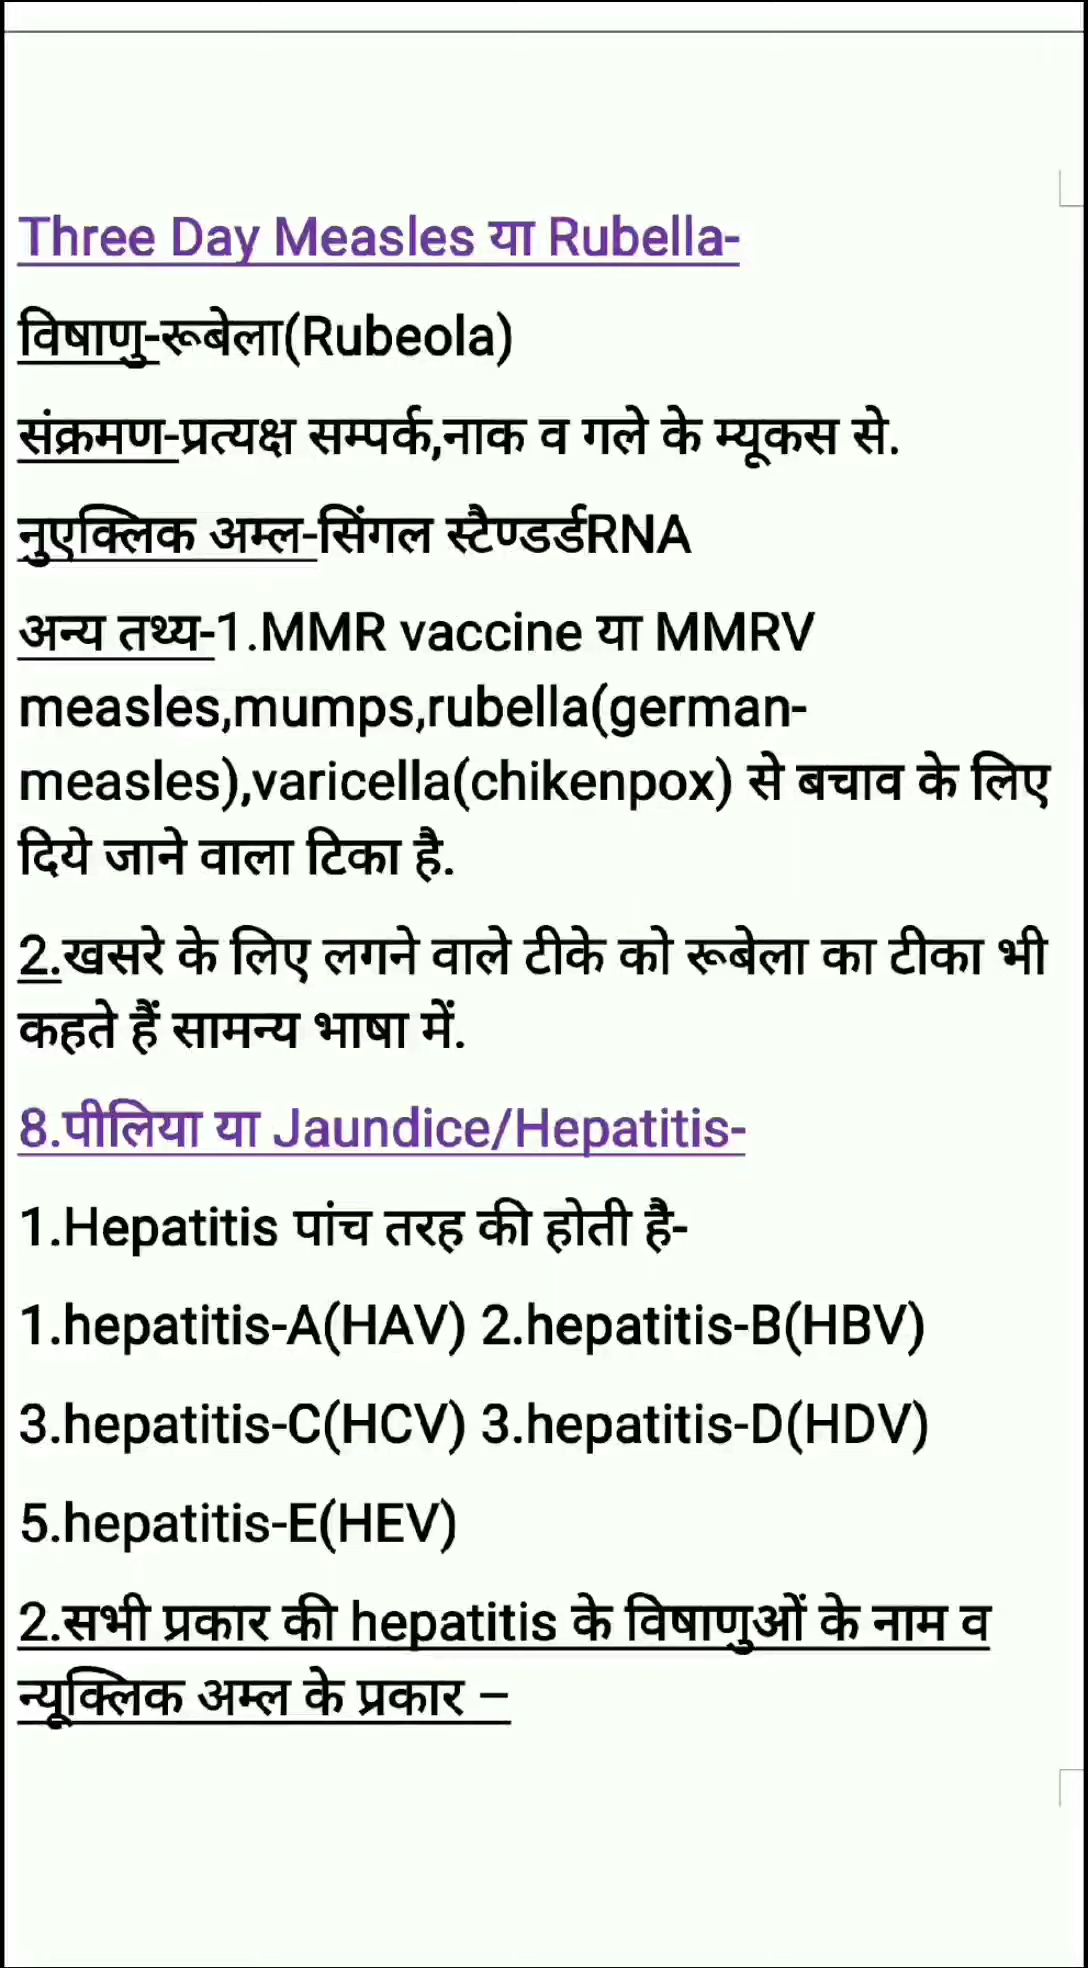 Three Day Measles या Rubella-
विषाणु-रूबेला(Rubeola)
संक्रमण-प्रत्यक्ष सम्पर्क,नाक व गले के म्यूकस से.
नुएक्लिक अम्ल-सिंगल स्टैण्डर्डRNA
अन्य तथ्य-1.MMR vaccine या MMRV
measles,mumps,rubella(german-
measles),varicella(chikenpox) से बचाव के लिए
दिये जाने वाला टिका है.
2.खसरे के लिए लगने वाले टीके को रूबेला का टीका भी
कहते हैं सामन्य भाषा में.
8.पीलिया या Jaundice/Hepatitis-
1.Hepatitis पांच तरह की होती है-
1.hepatitis-A(HAV) 2.hepatitis-B(HBV)
3.hepatitis-C(HCV) 3.hepatitis-D(HDV)
5.hepatitis-E(HEV)
2.सभी प्रकार की hepatitis के विषाणुओं के नाम व
न्यूक्लिक अम्ल के प्रकार –